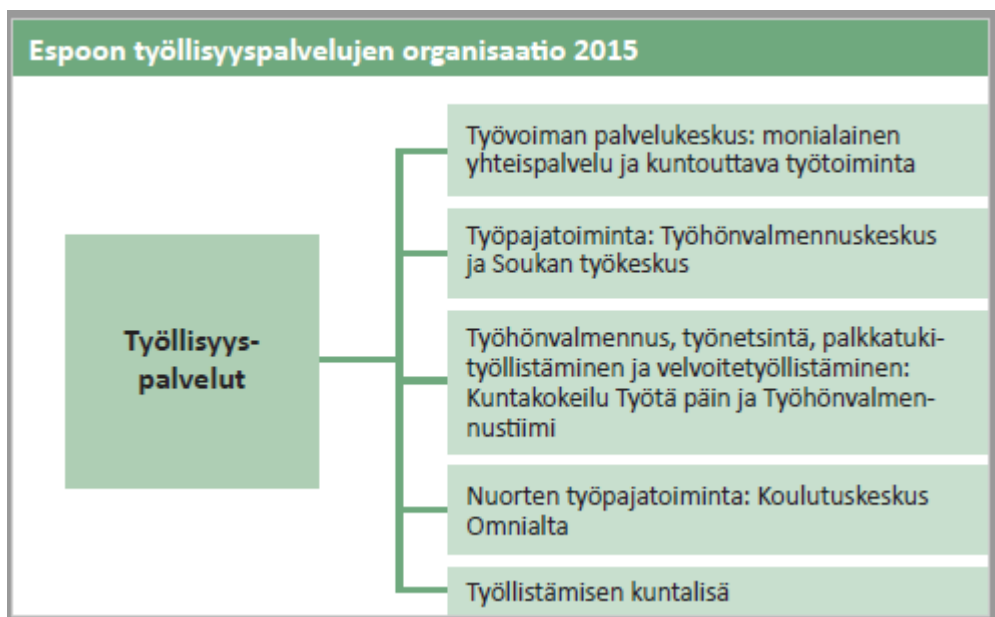 Espoon työllisyyspalvelujen organisaatio 2015
Työllisyys-
palvelut
Työvoiman palvelukeskus: monialainen
yhteispalvelu ja kuntouttava työtoiminta
Työpajatoiminta: Työhönvalmennuskeskus
ja Soukan työkeskus
Työhönvalmennus, työnetsintä, palkkatuki-
työllistäminen ja velvoitetyöllistäminen:
Kuntakokeilu Työtä päin ja Työhönvalmen-
nustiimi
Nuorten työpajatoiminta: Koulutuskeskus
Omnialta
Työllistämisen kuntalisä